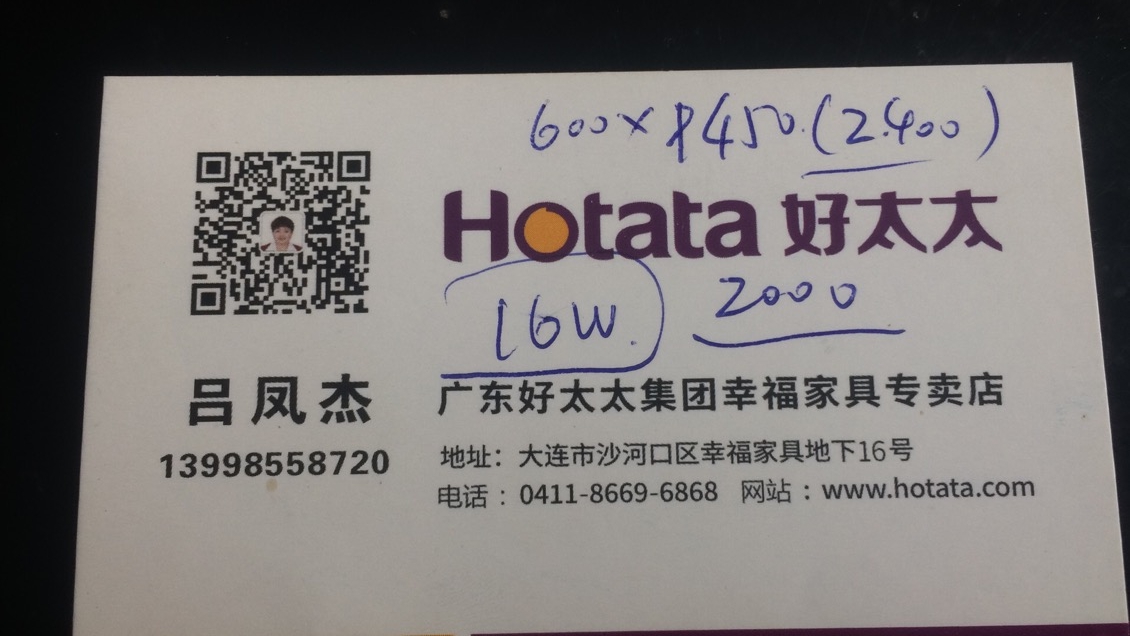 600×8450.(2400)
Hotata 好太太
16W. 2000
吕凤杰
13998558720
广东好太太集团幸福家具专卖店
地址：大连市沙河口区幸福家具地下16号
电话：0411-8669-6868 网站：www.hotata.com